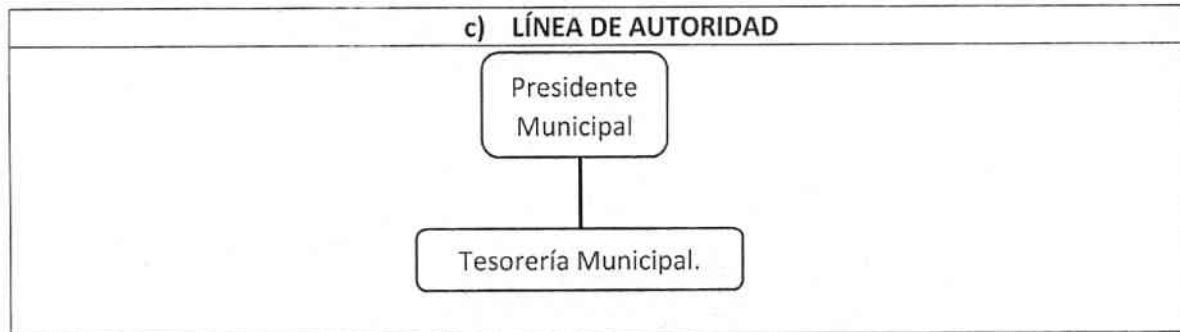 c) LÍNEA DE AUTORIDAD
Presidente
Municipal
Tesorería Municipal.